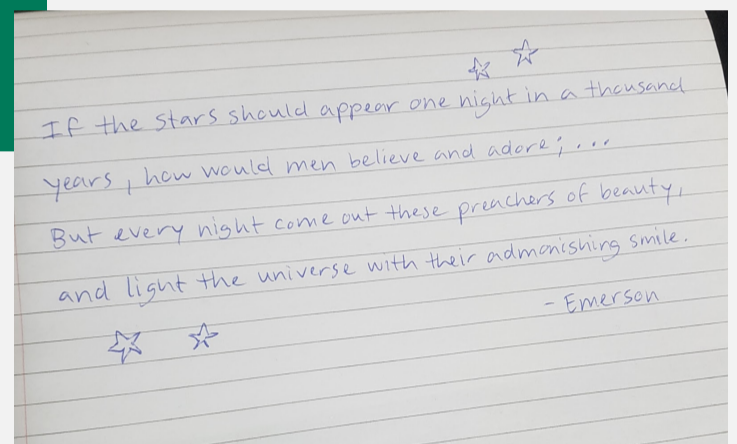 If the stars should appear one night in a thousand
years, how would men believe and adore; ...
But every night come out these preachers of beauty,
and light the universe with their admonishing smile.
- Emerson